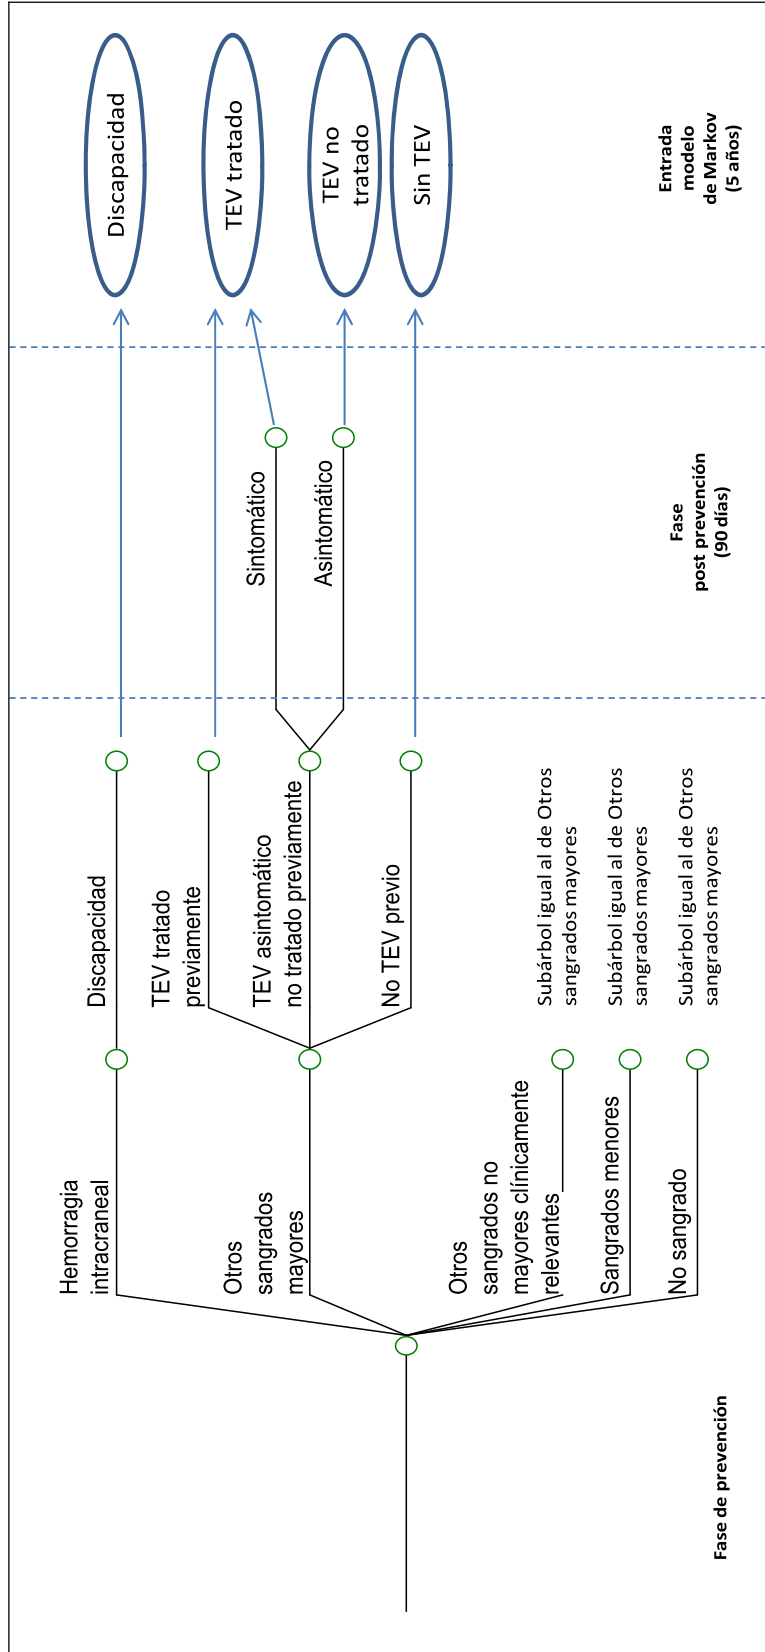 Hemorragia
intracraneal
Otros
sangrados
mayores
Otros
sangrados no
mayores clínicamente
relevantes
Sangrados menores
No sangrado
Discapacidad
TEV tratado
previamente
TEV asintomático
no tratado previamente
No TEV previo
Subárbol igual al de Otros
sangrados mayores
Subárbol igual al de Otros
sangrados mayores
Subárbol igual al de Otros
sangrados mayores
Sintomático
Asintomático
Discapacidad
TEV tratado
TEV no
tratado
Sin TEV
Fase de prevención
Fase
post prevención
(90 días)
Entrada
modelo
de Markov
(5 años)